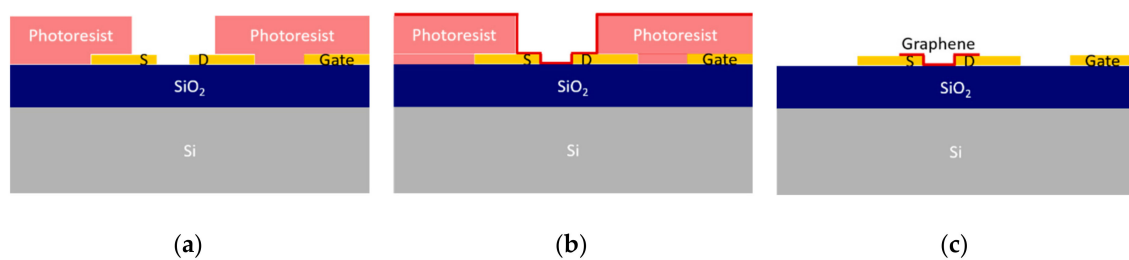 Photoresist Photoresist
S D Gate
SiO2
Si
(a)
Photoresist Photoresist
S D Gate
SiO2
Si
(b)
Graphene
S D Gate
SiO2
Si
(c)